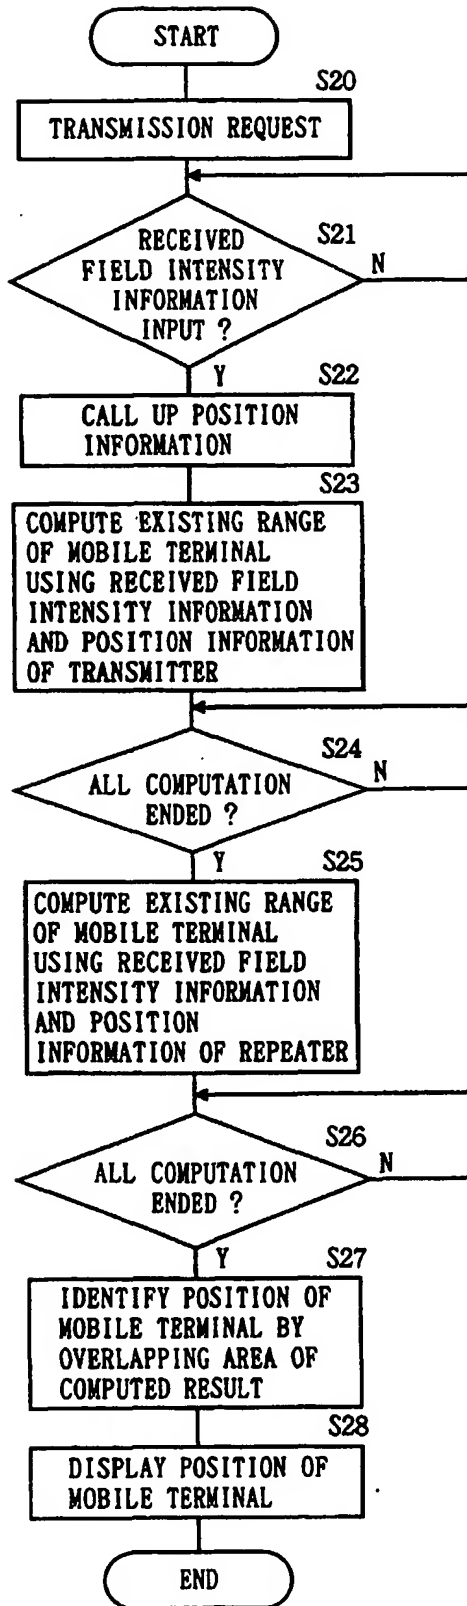 START
S20
TRANSMISSION REQUEST
S21
RECEIVED
FIELD INTENSITY
INFORMATION
INPUT ?
N
Y
S22
CALL UP POSITION
INFORMATION
S23
COMPUTE EXISTING RANGE
OF MOBILE TERMINAL
USING RECEIVED FIELD
INTENSITY INFORMATION
AND POSITION INFORMATION
OF TRANSMITTER
S24
ALL COMPUTATION
ENDED ?
N
Y
S25
COMPUTE EXISTING RANGE
OF MOBILE TERMINAL
USING RECEIVED FIELD
INTENSITY INFORMATION
AND POSITION
INFORMATION OF REPEATER
S26
ALL COMPUTATION
ENDED ?
N
Y
S27
IDENTIFY POSITION OF
MOBILE TERMINAL BY
OVERLAPPING AREA OF
COMPUTED RESULT
S28
DISPLAY POSITION OF
MOBILE TERMINAL
END